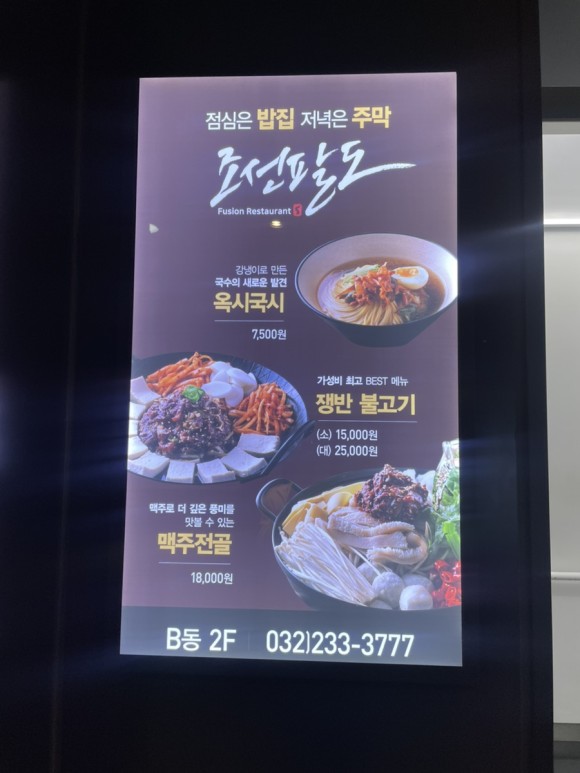 점심은 밥집 저녁은 주막
조선팔도
Fusion Restaurant
강냉이로 만든
국수의 새로운 발견
옥시국시
7,500원
가성비 최고 BEST 메뉴
쟁반 불고기
(소) 15,000원
(대) 25,000원
맥주로 더 깊은 풍미를
맛볼 수 있는
맥주전골
18,000원
B동 2F 032)233-3777